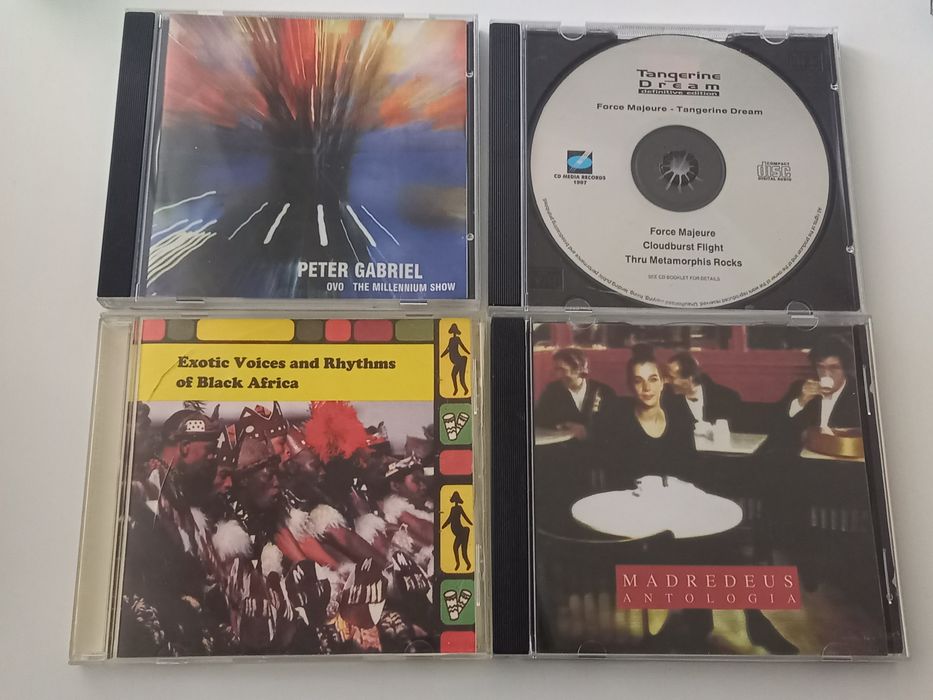 PETER GABRIEL
OVO THE MILLENNIUM SHOW
Tangerine
Dream
definitive edition
Force Majeure - Tangerine Dream
CD MEDIA RECORDS
1997
COMPACT
disc
DIGITAL AUDIO
Force Majeure
Cloudburst Flight
Thru Metamorphis Rocks
SEE CD BOOKLET FOR DETAILS
Exotic Voices and Rhythms
of Black Africa
MADREDEUS
ANTOLOGIA